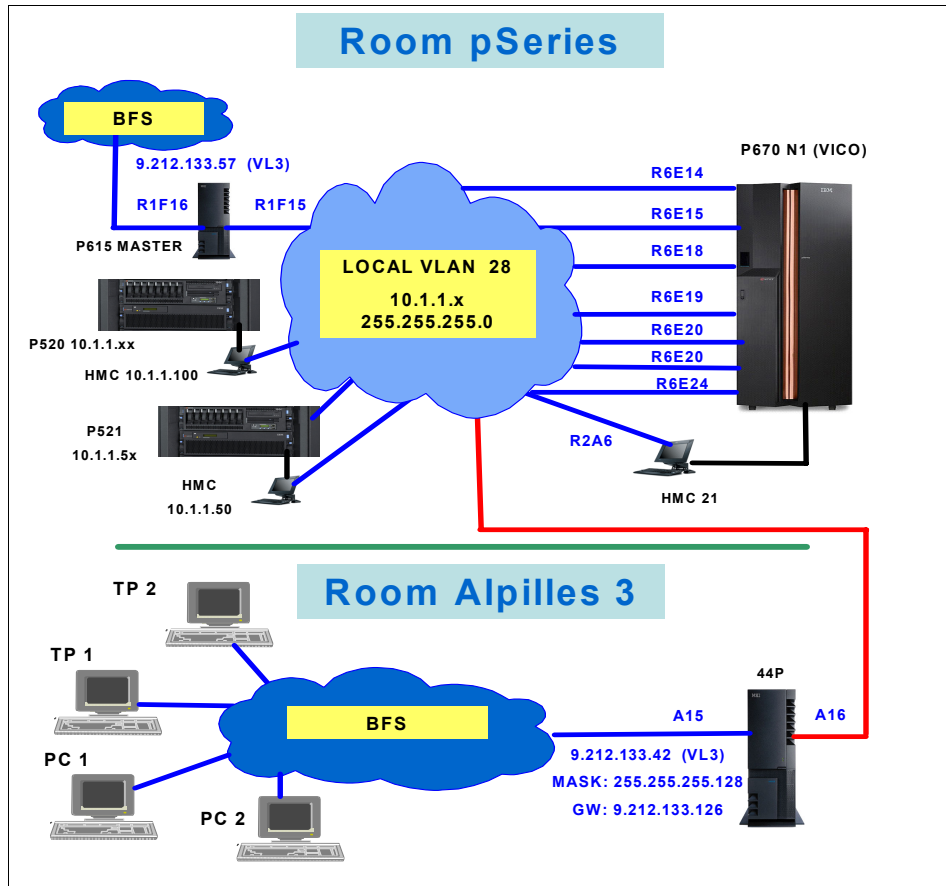 Room pSeries
BFS
9.212.133.57 (VL3)
R1F16
R1F15
P615 MASTER
P520 10.1.1.xx
HMC 10.1.1.100
P521
10.1.1.5x
HMC
10.1.1.50
LOCAL VLAN 28
10.1.1.x
255.255.255.0
P670 N1 (VICO)
R6E14
R6E15
R6E18
R6E19
R6E20
R6E20
R6E24
R2A6
HMC 21
Room Alpilles 3
TP 2
TP 1
PC 1
PC 2
BFS
44P
A15
A16
9.212.133.42 (VL3)
MASK: 255.255.255.128
GW: 9.212.133.126